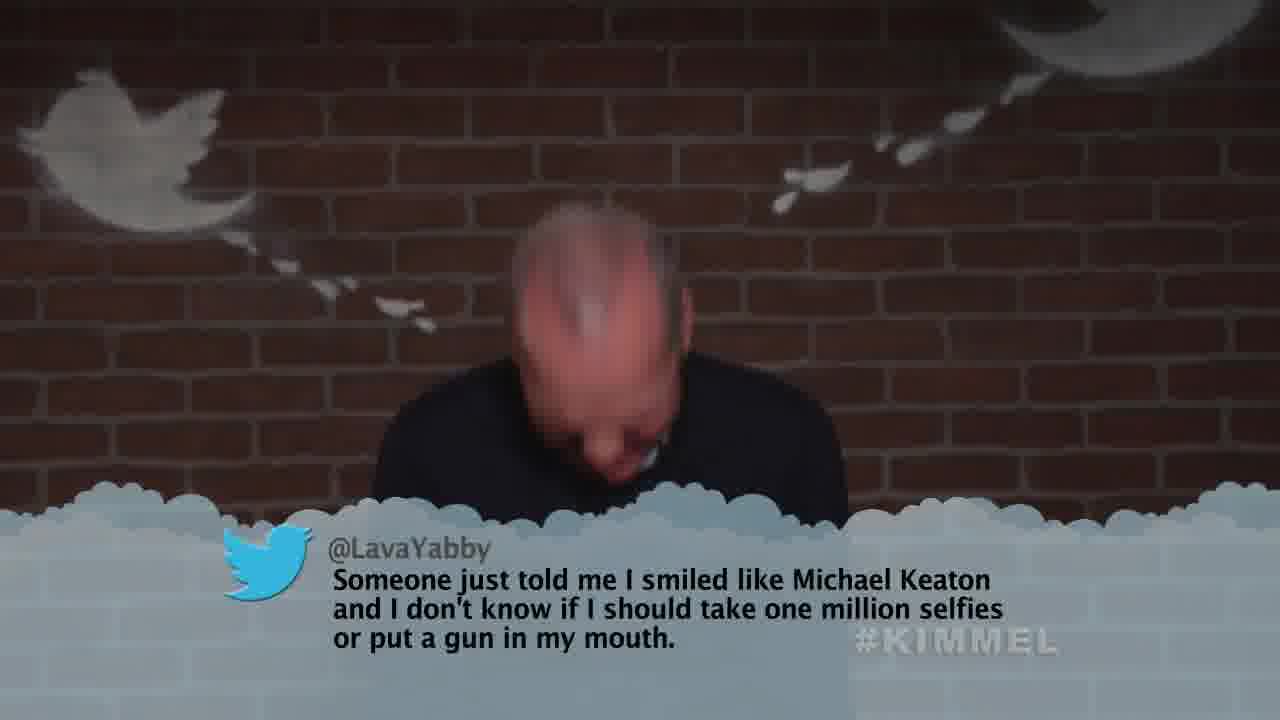 @LavaYabby
Someone just told me I smiled like Michael Keaton
and I don't know if I should take one million selfies
or put a gun in my mouth.
#KIMMEL